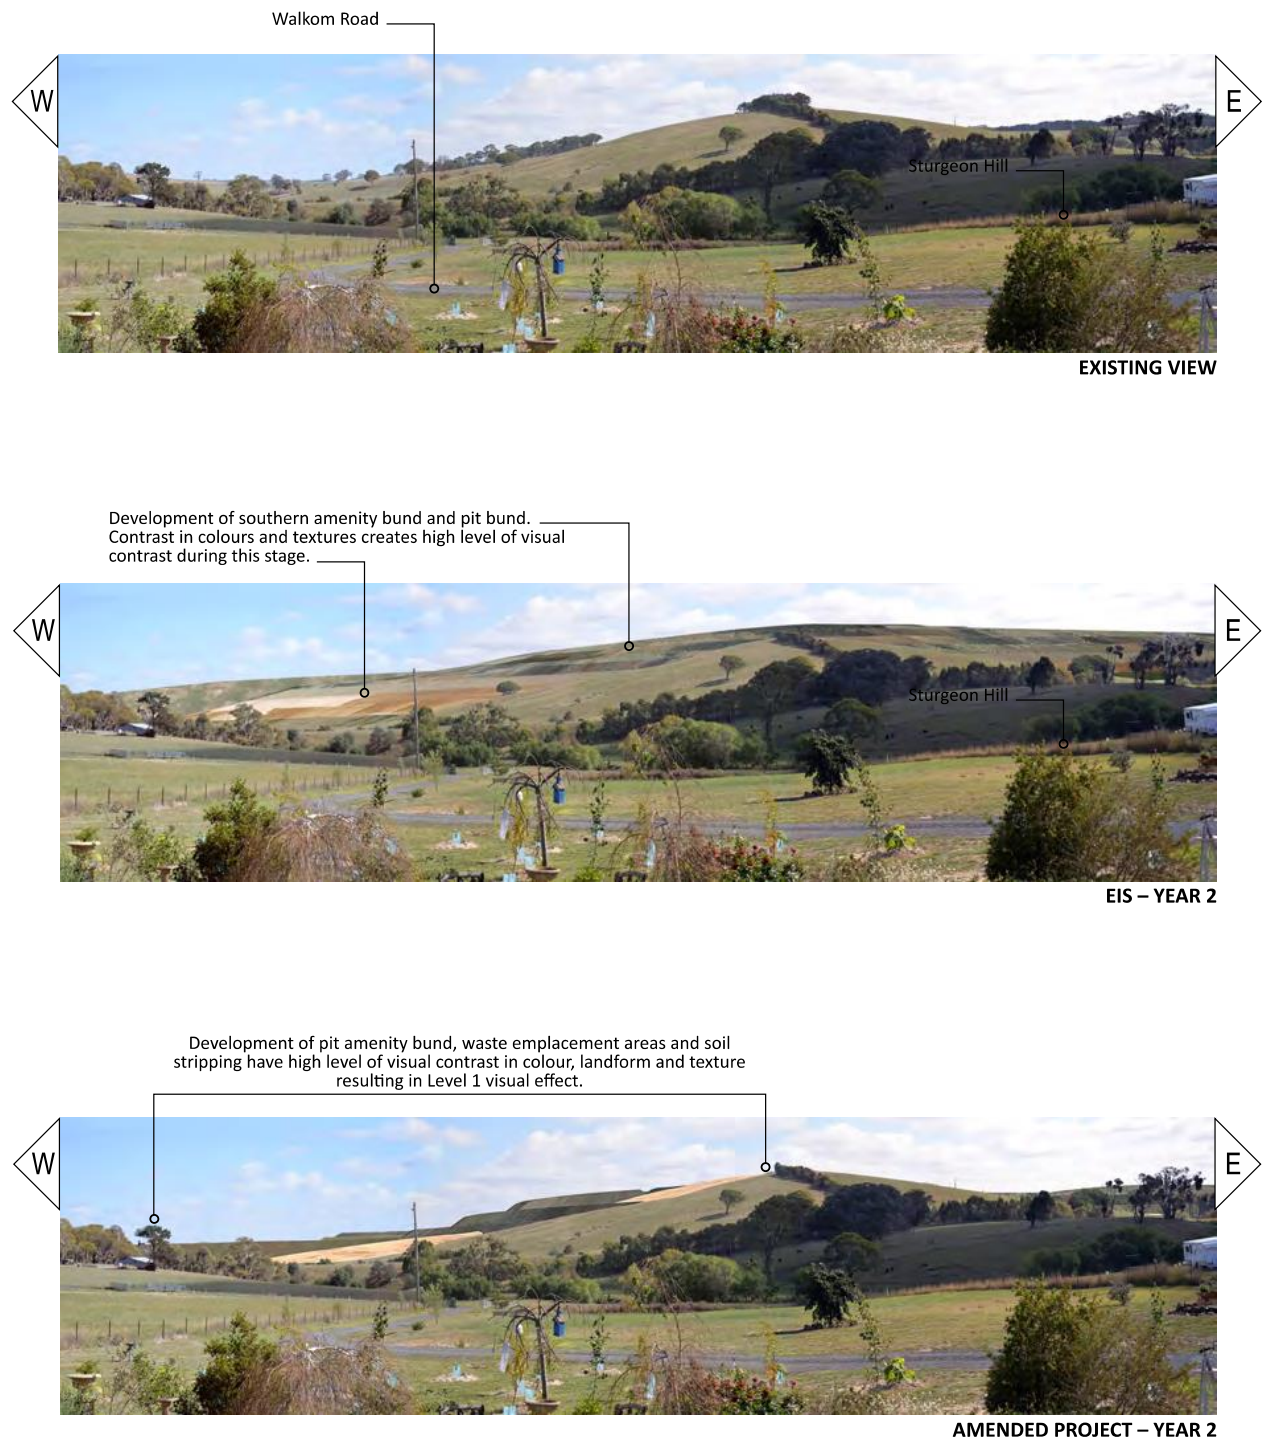 Walkom Road
W
E
Sturgeon Hill
EXISTING VIEW
Development of southern amenity bund and pit bund.
Contrast in colours and textures creates high level of visual
contrast during this stage.
W
E
Sturgeon Hill
EIS – YEAR 2
Development of pit amenity bund, waste emplacement areas and soil
stripping have high level of visual contrast in colour, landform and texture
resulting in Level 1 visual effect.
W
E
AMENDED PROJECT – YEAR 2